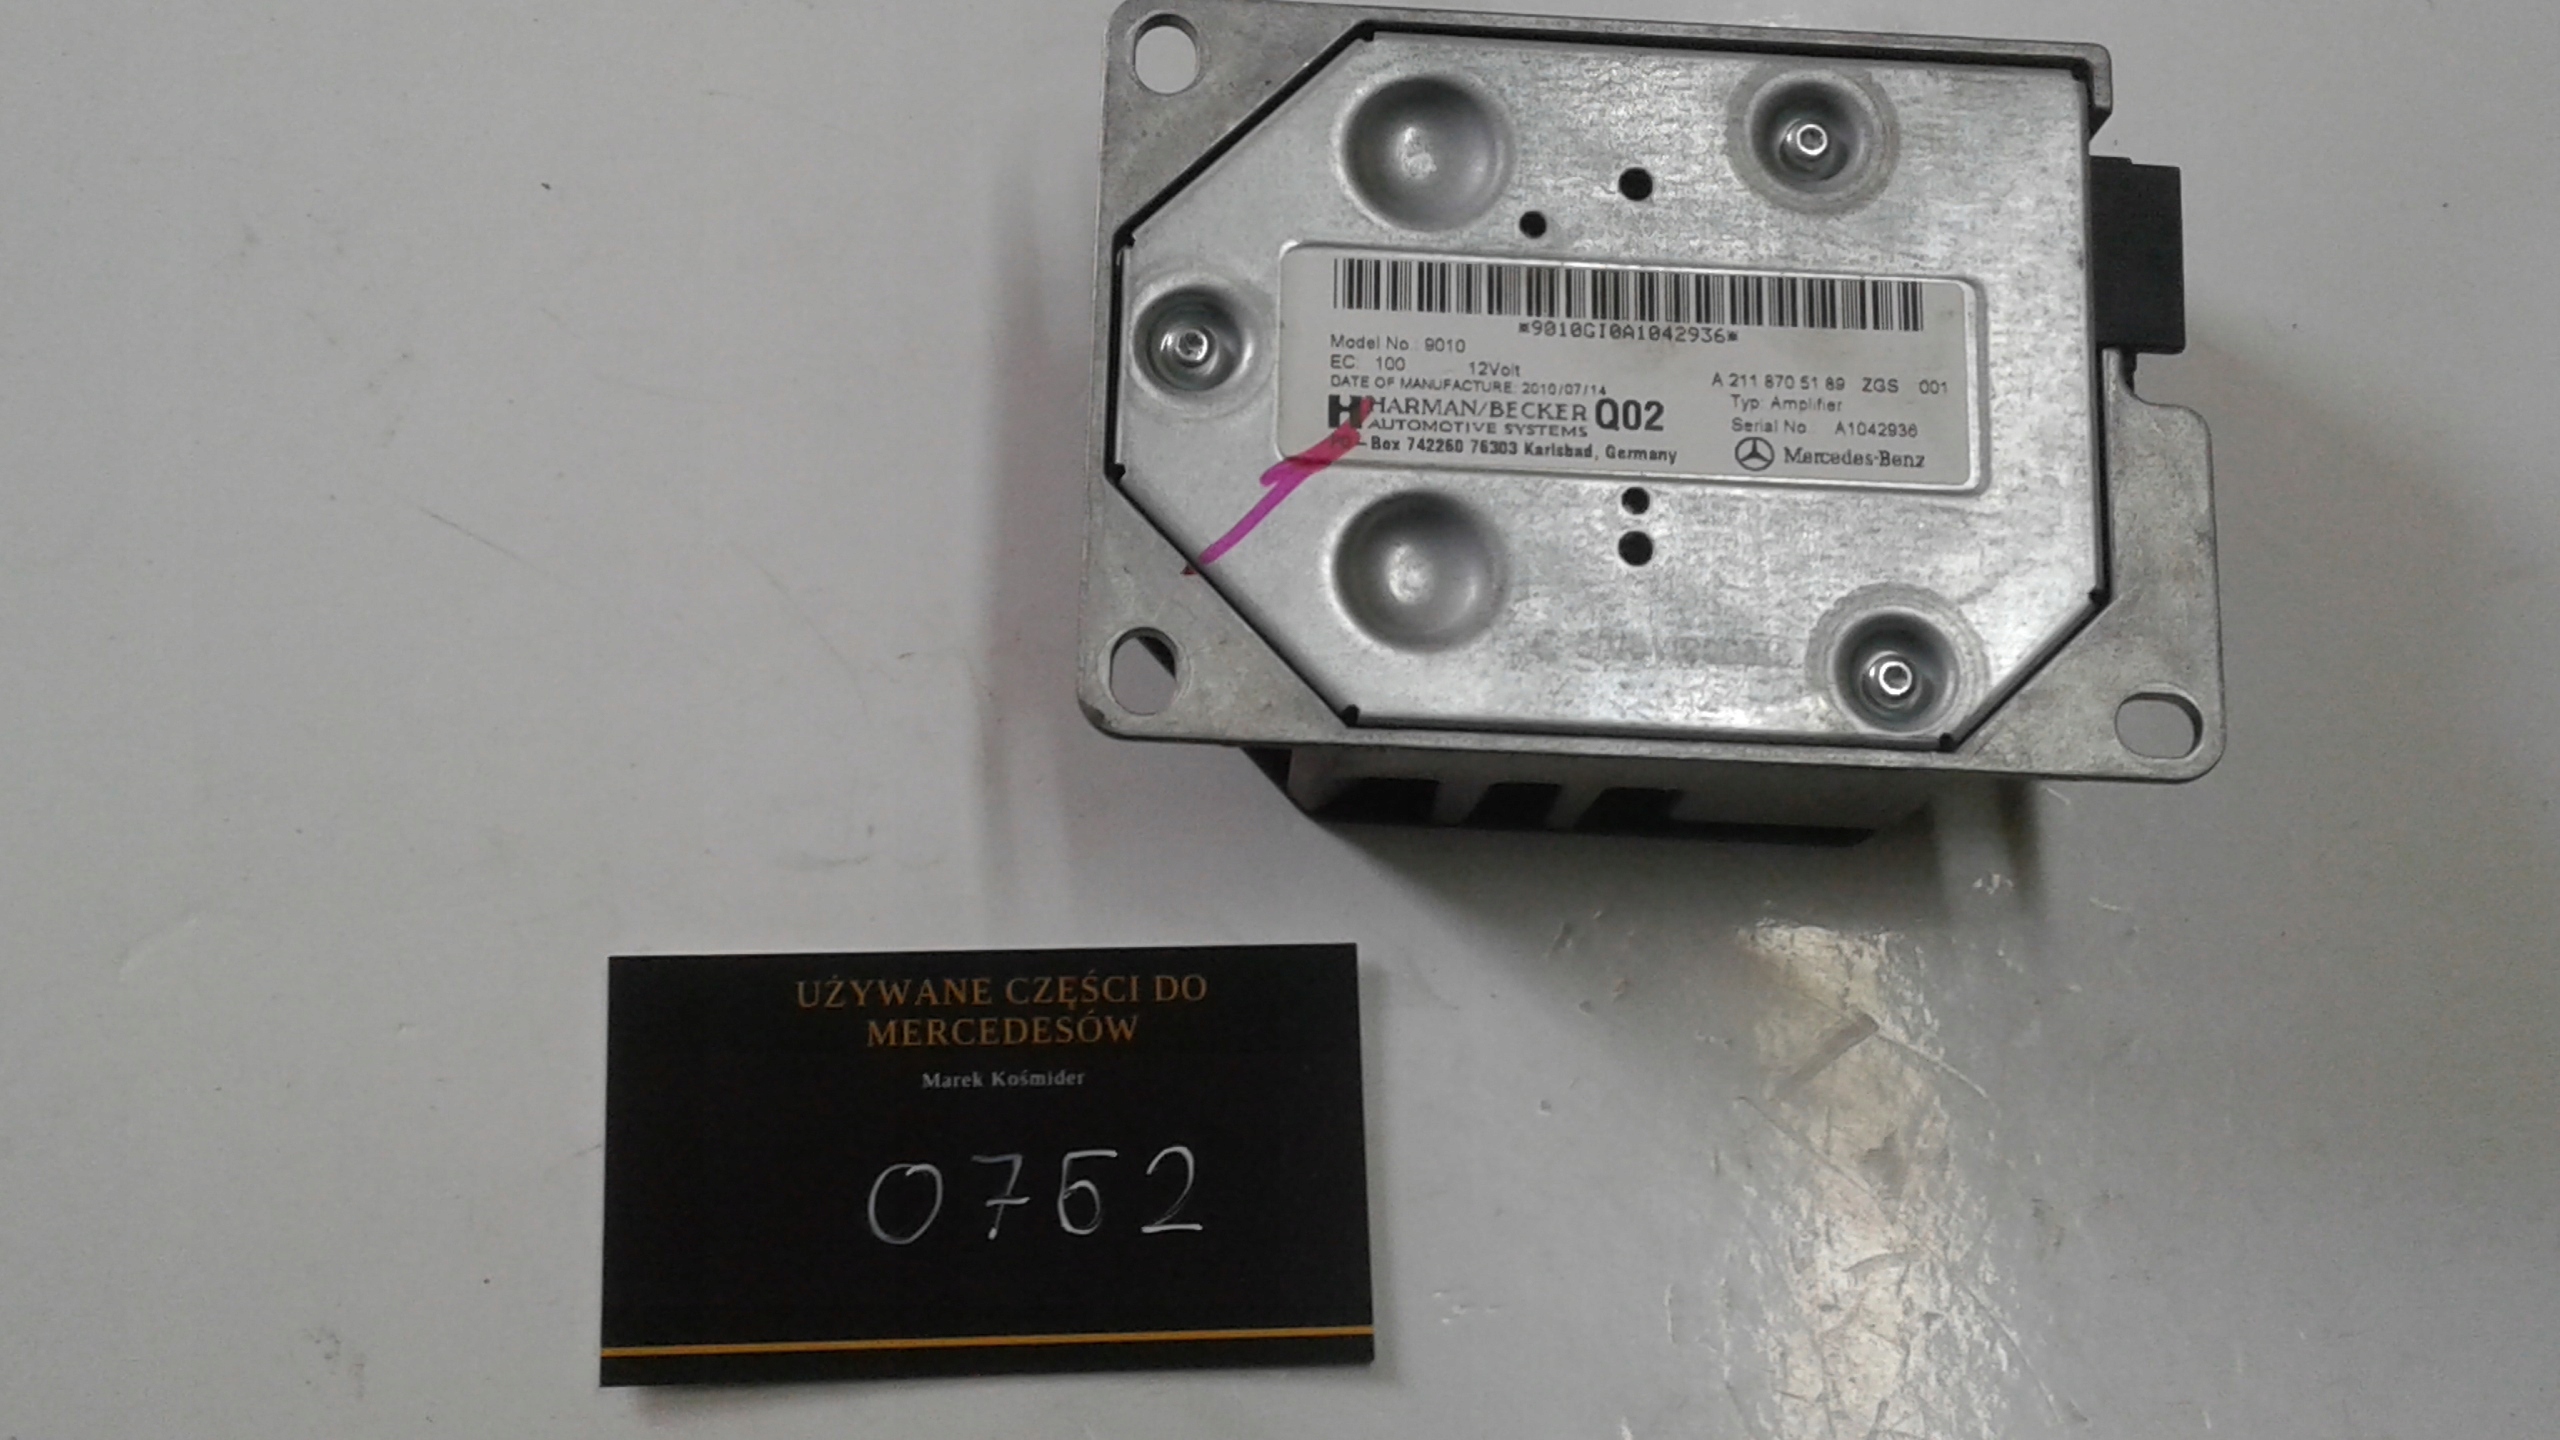 *9010GI0A1042936*
Model No. 9010
EC: 100 12Volt
DATE OF MANUFACTURE: 2010/07/14
HARMAN/BECKER Q02
AUTOMOTIVE SYSTEMS
PO-Box 742260 76303 Karlsbad, Germany
A 211 870 51 89 ZGS 001
Typ Amplifier
Serial No A1042936
Mercedes-Benz
UŻYWANE CZĘŚCI DO
MERCEDESÓW
Marek Kośmider
0762